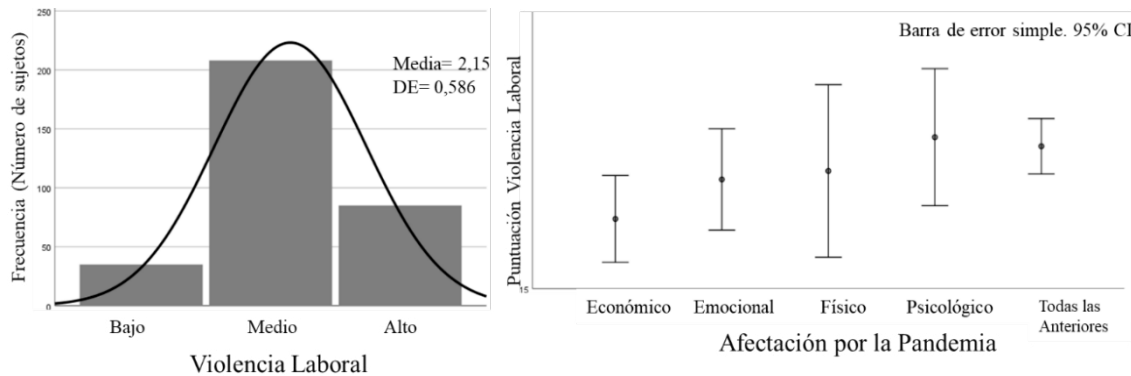 250
200
150
100
50
0
Frecuencia (Número de sujetos)
Media= 2,15
DE= 0,586
Bajo
Medio
Alto
Violencia Laboral
Barra de error simple. 95% CI
Puntuación Violencia Laboral
15
Económico
Emocional
Físico
Psicológico
Todas las
Anteriores
Afectación por la Pandemia